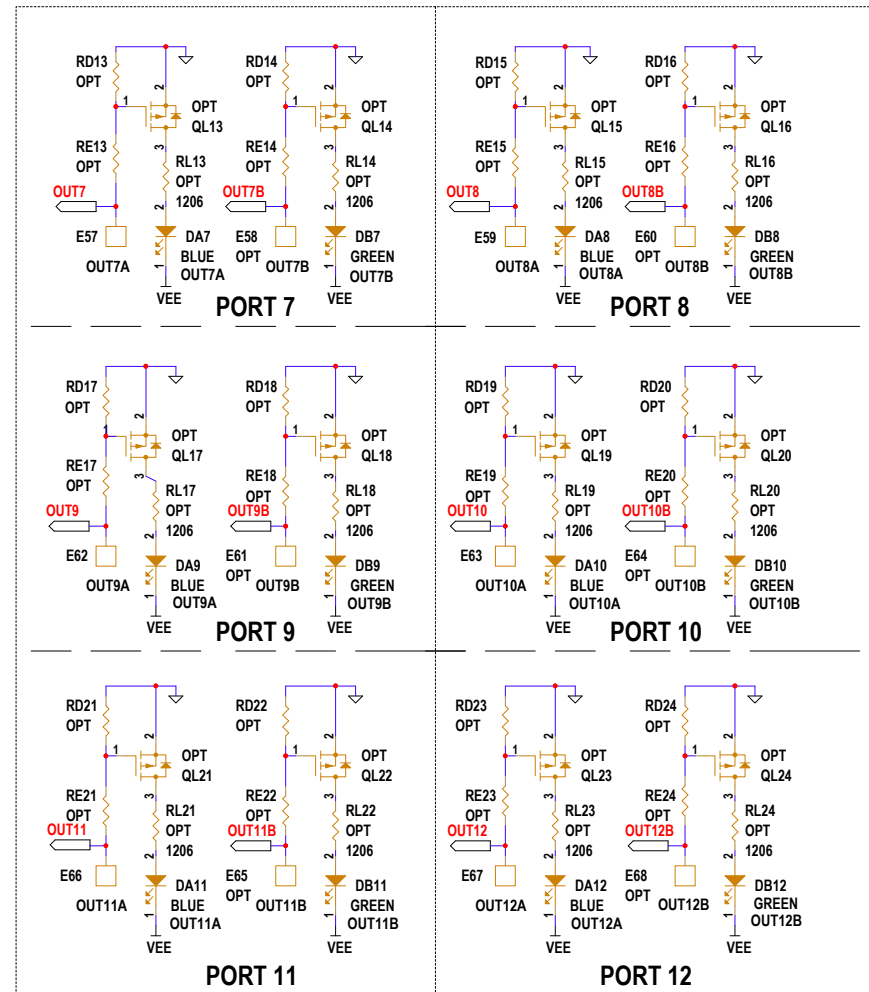 RD13
OPT
1
2
OPT
QL13
RE13
OPT
3
RL13
OPT
1206
OUT7
2
E57
DA7
BLUE
OUT7A
OUT7A
1
VEE
RD14
OPT
1
2
OPT
QL14
RE14
OPT
3
RL14
OPT
1206
OUT7B
2
E58
OPT
DB7
GREEN
OUT7B
OUT7B
1
VEE
PORT 7
RD15
OPT
1
2
OPT
QL15
RE15
OPT
3
RL15
OPT
1206
OUT8
2
E59
DA8
BLUE
OUT8A
OUT8A
1
VEE
RD16
OPT
1
2
OPT
QL16
RE16
OPT
3
RL16
OPT
1206
OUT8B
2
E60
OPT
DB8
GREEN
OUT8B
OUT8B
1
VEE
PORT 8
RD17
OPT
1
2
OPT
QL17
RE17
OPT
3
RL17
OPT
1206
OUT9
2
E62
DA9
BLUE
OUT9A
OUT9A
1
VEE
RD18
OPT
1
2
OPT
QL18
RE18
OPT
3
RL18
OPT
1206
OUT9B
2
E61
OPT
DB9
GREEN
OUT9B
OUT9B
1
VEE
PORT 9
RD19
OPT
1
2
OPT
QL19
RE19
OPT
3
RL19
OPT
1206
OUT10
2
E63
DA10
BLUE
OUT10A
OUT10A
1
VEE
RD20
OPT
1
2
OPT
QL20
RE20
OPT
3
RL20
OPT
1206
OUT10B
2
E64
OPT
DB10
GREEN
OUT10B
OUT10B
1
VEE
PORT 10
RD21
OPT
1
2
OPT
QL21
RE21
OPT
3
RL21
OPT
1206
OUT11
2
E66
DA11
BLUE
OUT11A
OUT11A
1
VEE
RD22
OPT
1
2
OPT
QL22
RE22
OPT
3
RL22
OPT
1206
OUT11B
2
E65
OPT
DB11
GREEN
OUT11B
OUT11B
1
VEE
PORT 11
RD23
OPT
1
2
OPT
QL23
RE23
OPT
3
RL23
OPT
1206
OUT12
2
E67
DA12
BLUE
OUT12A
OUT12A
1
VEE
RD24
OPT
1
2
OPT
QL24
RE24
OPT
3
RL24
OPT
1206
OUT12B
2
E68
OPT
DB12
GREEN
OUT12B
OUT12B
1
VEE
PORT 12